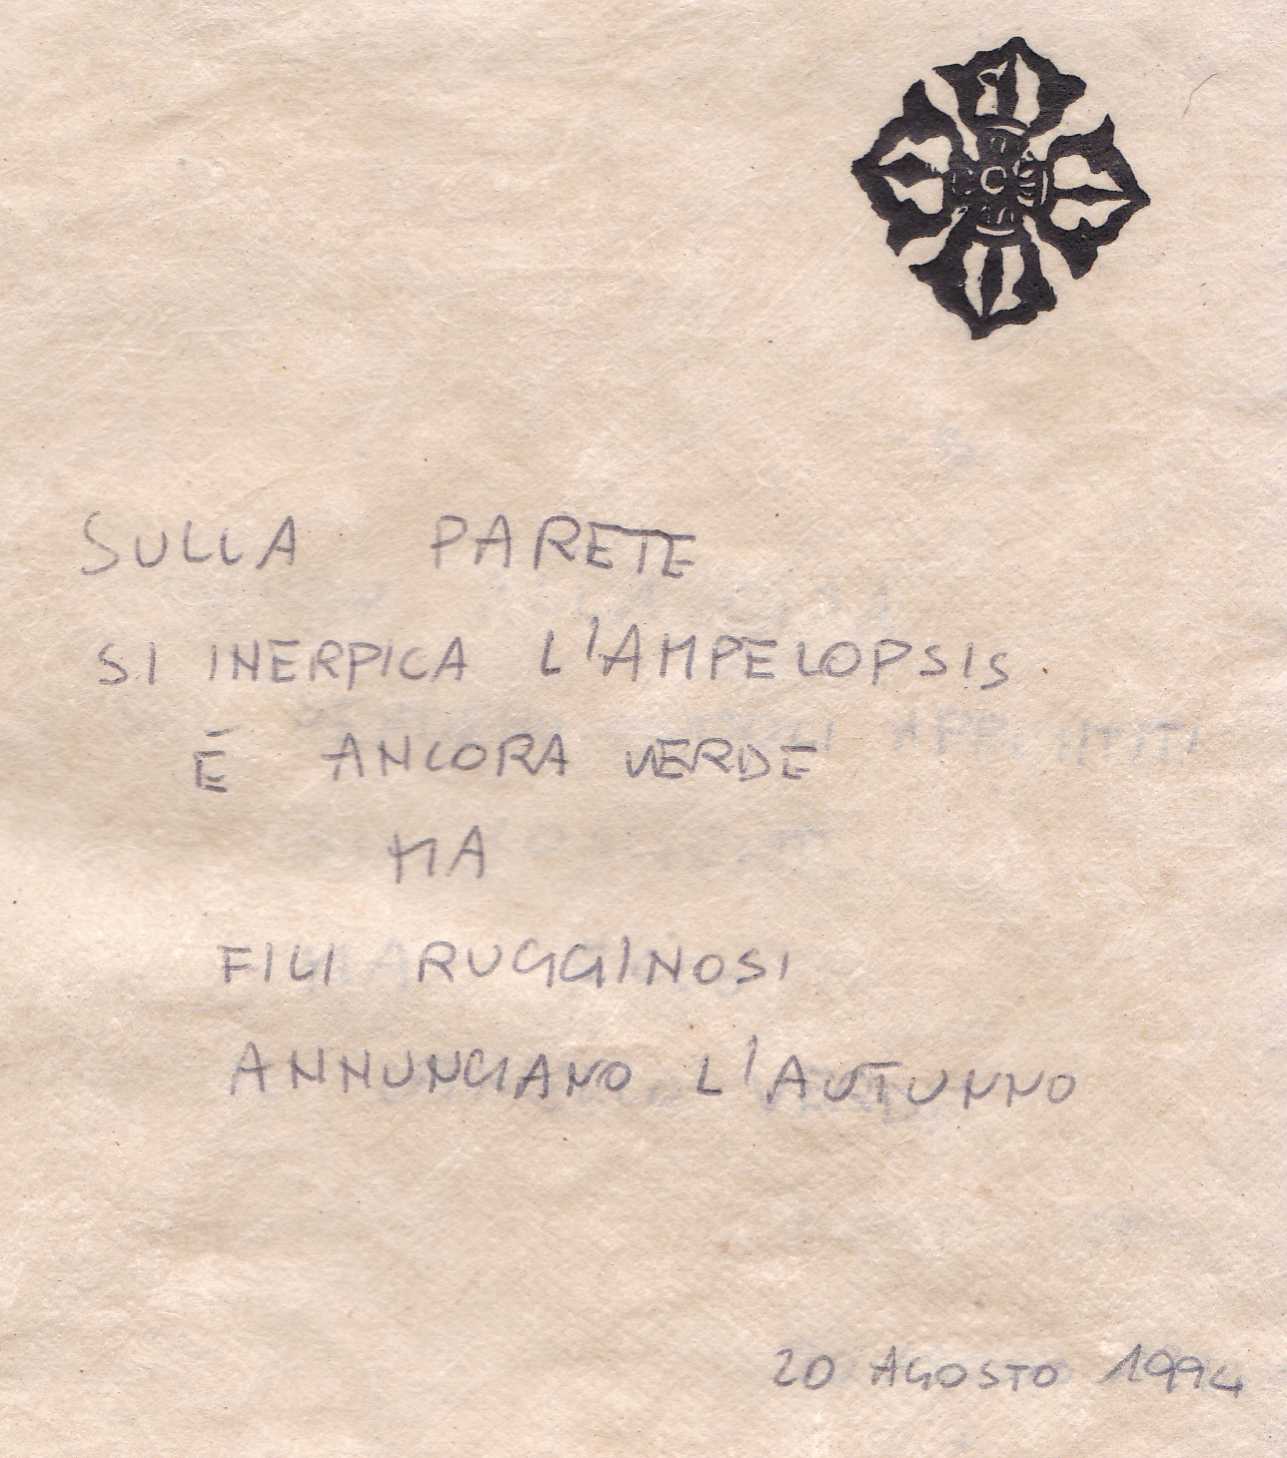 SULLA PARETE
SI INERPICA L'AMPELOPSIS
È ANCORA VERDE
MA
FILI RUGGINOSI
ANNUNCIANO L'AUTUNNO
20 AGOSTO 1994